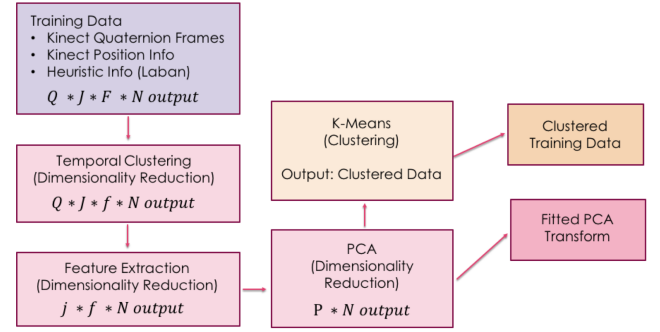 Training Data
• Kinect Quaternion Frames
• Kinect Position Info
• Heuristic Info (Laban)
Q * J * F * N output
Temporal Clustering
(Dimensionality Reduction)
Q * J * f * N output
Feature Extraction
(Dimensionality Reduction)
j * f * N output
PCA
(Dimensionality
Reduction)
P * N output
K-Means
(Clustering)
Output: Clustered Data
Clustered
Training Data
Fitted PCA
Transform